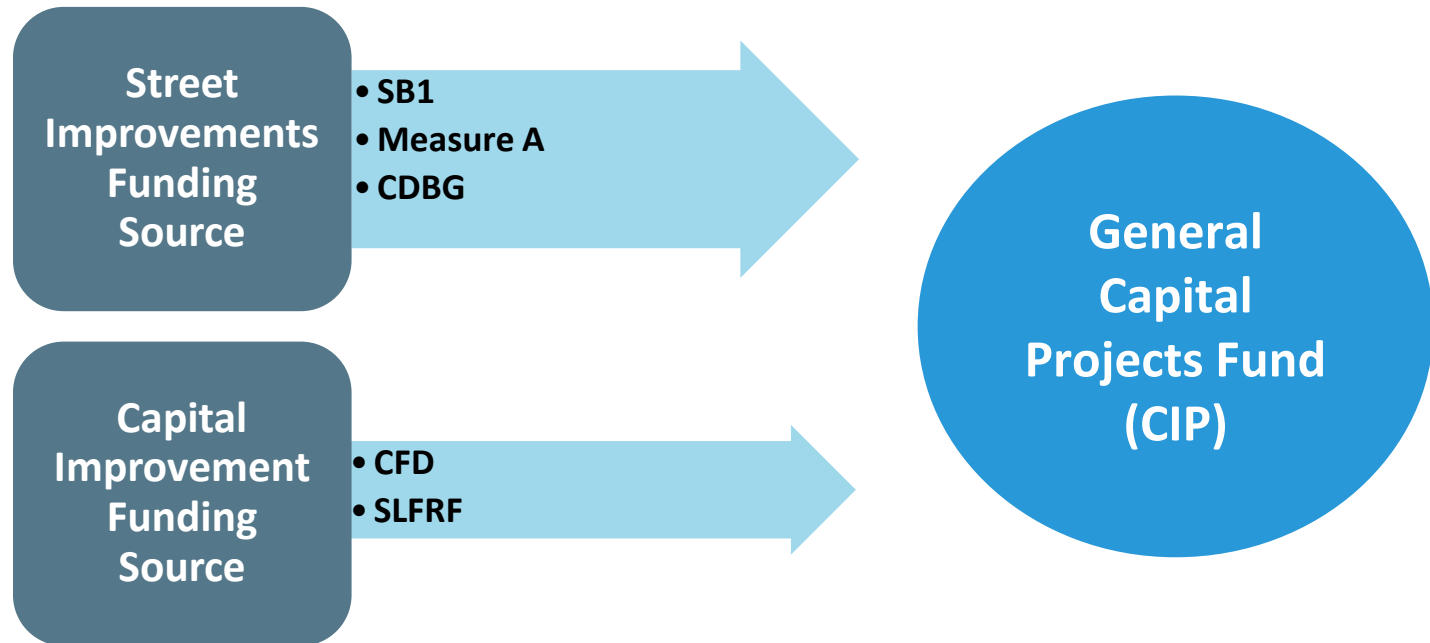 Street
Improvements
Funding
Source
• SB1
• Measure A
• CDBG
Capital
Improvement
Funding
Source
• CFD
• SLFRF
General
Capital
Projects Fund
(CIP)